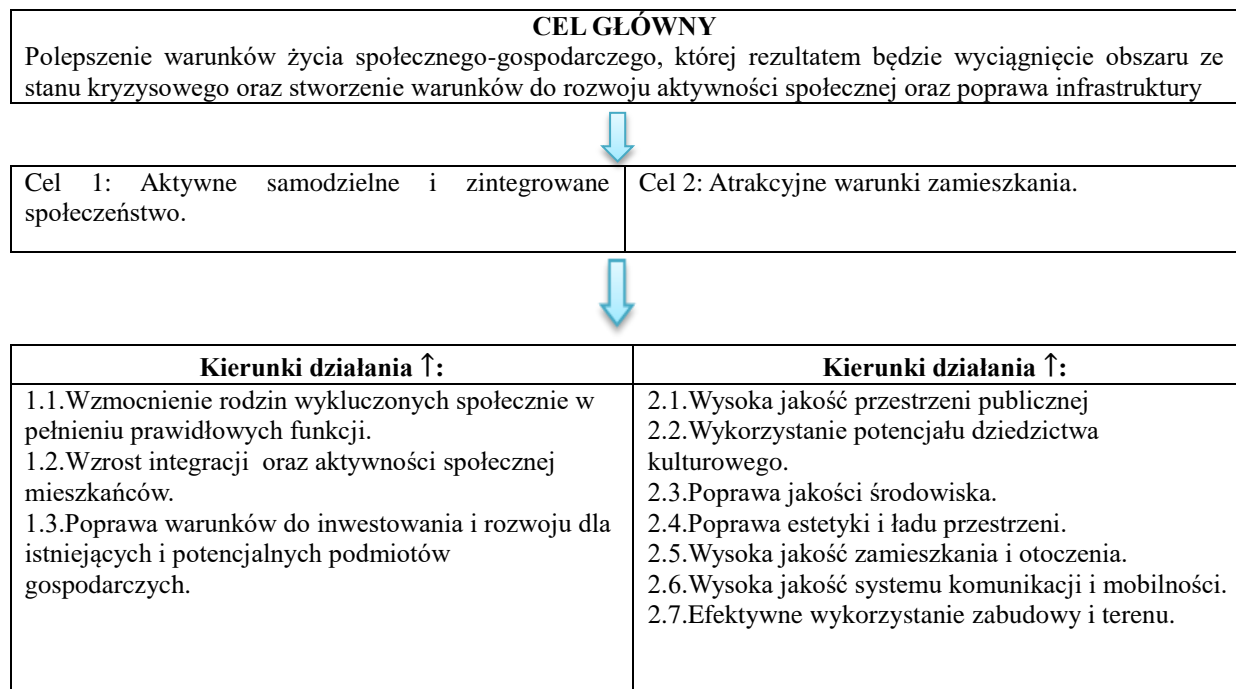 CEL GŁÓWNY
Polepszenie warunków życia społecznego-gospodarczego, której rezultatem będzie wyciągnięcie obszaru ze
stanu kryzysowego oraz stworzenie warunków do rozwoju aktywności społecznej oraz poprawa infrastruktury
Cel 1: Aktywne samodzielne i zintegrowane
społeczeństwo.
Cel 2: Atrakcyjne warunki zamieszkania.
Kierunki działania ↑:
1.1.Wzmocnienie rodzin wykluczonych społecznie w
pełnieniu prawidłowych funkcji.
1.2.Wzrost integracji oraz aktywności społecznej
mieszkańców.
1.3.Poprawa warunków do inwestowania i rozwoju dla
istniejących i potencjalnych podmiotów
gospodarczych.
Kierunki działania ↑:
2.1.Wysoka jakość przestrzeni publicznej
2.2.Wykorzystanie potencjału dziedzictwa
kulturowego.
2.3.Poprawa jakości środowiska.
2.4.Poprawa estetyki i ładu przestrzeni.
2.5.Wysoka jakość zamieszkania i otoczenia.
2.6.Wysoka jakość systemu komunikacji i mobilności.
2.7.Efektywne wykorzystanie zabudowy i terenu.